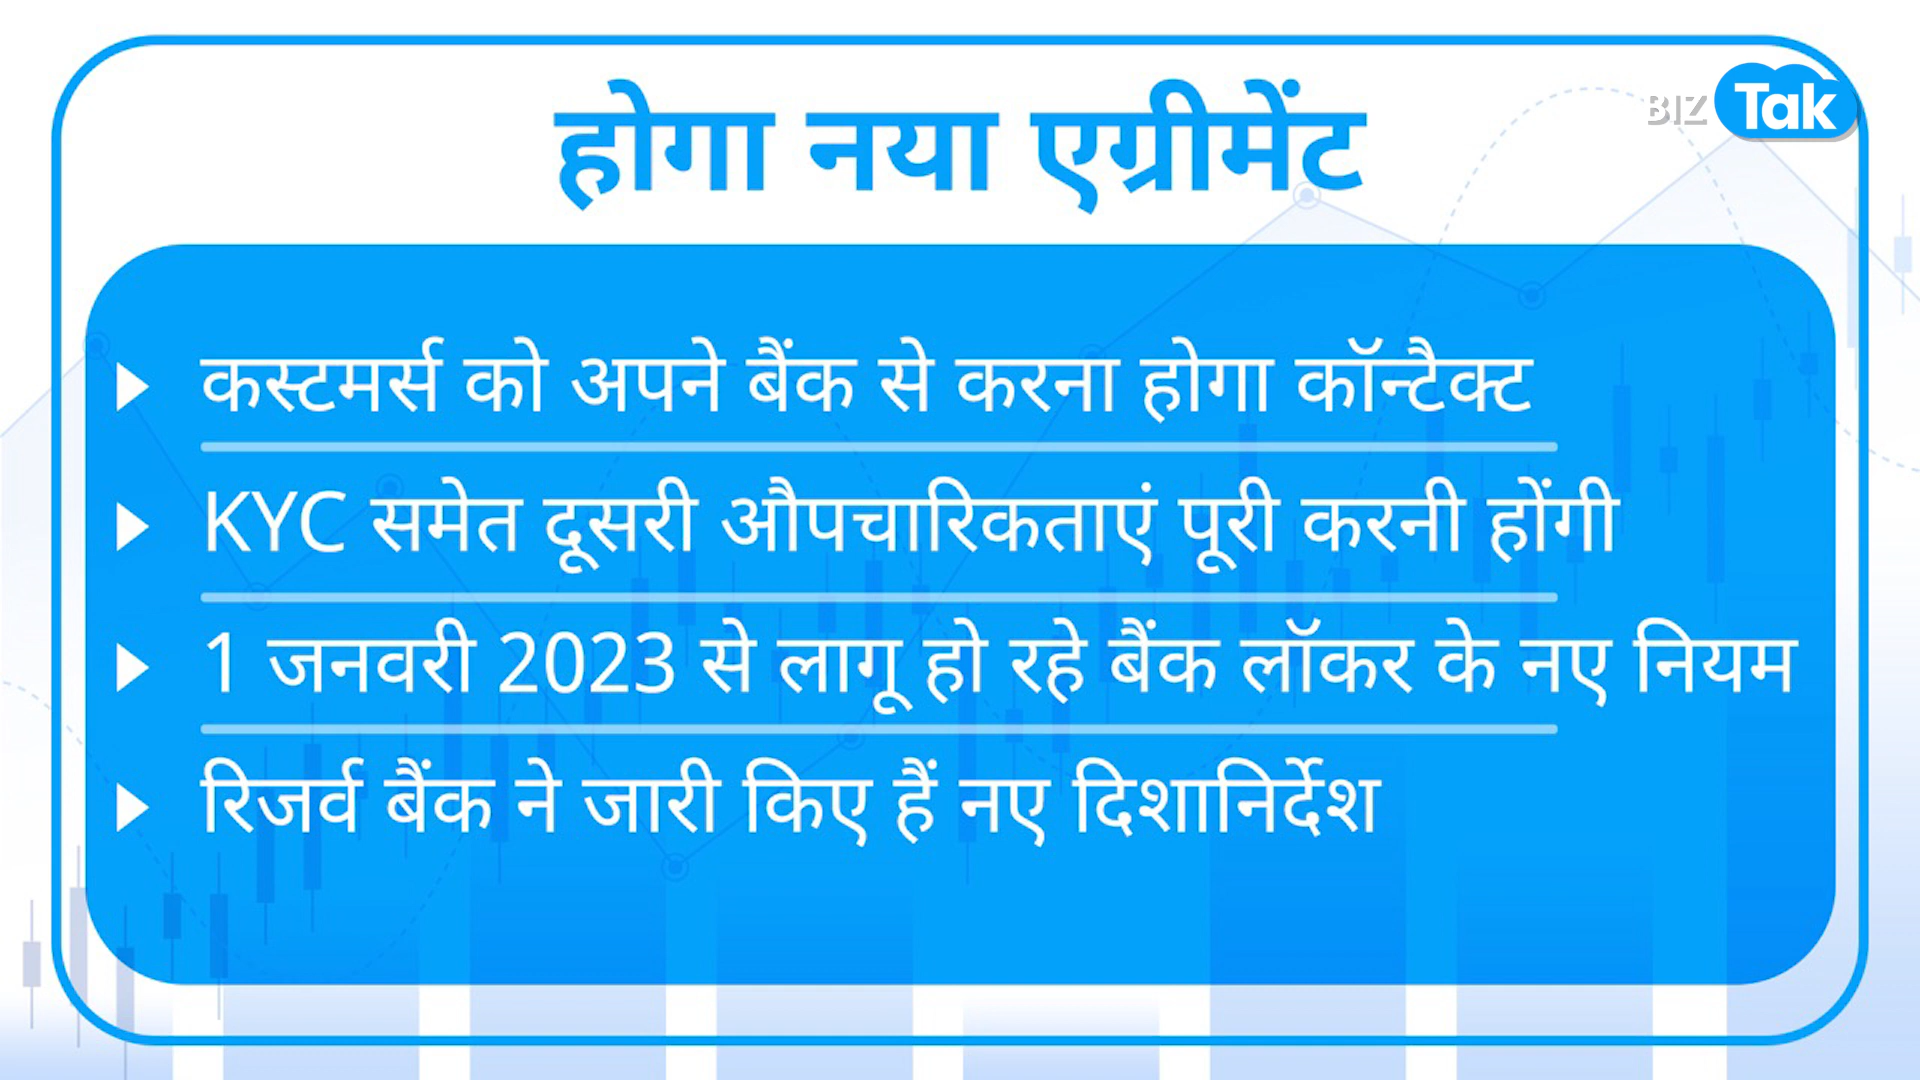 होगा नया एग्रीमेंट
BIZ Tak
कस्टमर्स को अपने बैंक से करना होगा कॉन्टैक्ट
KYC समेत दूसरी औपचारिकताएं पूरी करनी होंगी
1 जनवरी 2023 से लागू हो रहे बैंक लॉकर के नए नियम
रिजर्व बैंक ने जारी किए हैं नए दिशानिर्देश